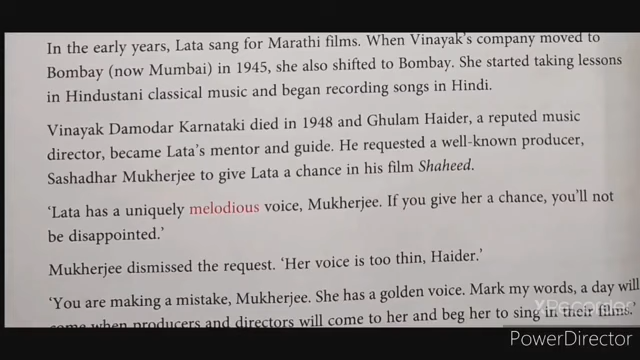 In the early years, Lata sang for Marathi films. When Vinayak's company moved to
Bombay (now Mumbai) in 1945, she also shifted to Bombay. She started taking lessons
in Hindustani classical music and began recording songs in Hindi.
Vinayak Damodar Karnataki died in 1948 and Ghulam Haider, a reputed music
director, became Lata's mentor and guide. He requested a well-known producer,
Sashadhar Mukherjee to give Lata a chance in his film Shaheed.
'Lata has a uniquely melodious voice, Mukherjee. If you give her a chance, you'll not
be disappointed.'
Mukherjee dismissed the request. 'Her voice is too thin, Haider.'
'You are making a mistake, Mukherjee. She has a golden voice. Mark my words, a day will
come when producers and directors will come to her and beg her to sing in their films.'
XRecorder
PowerDirector